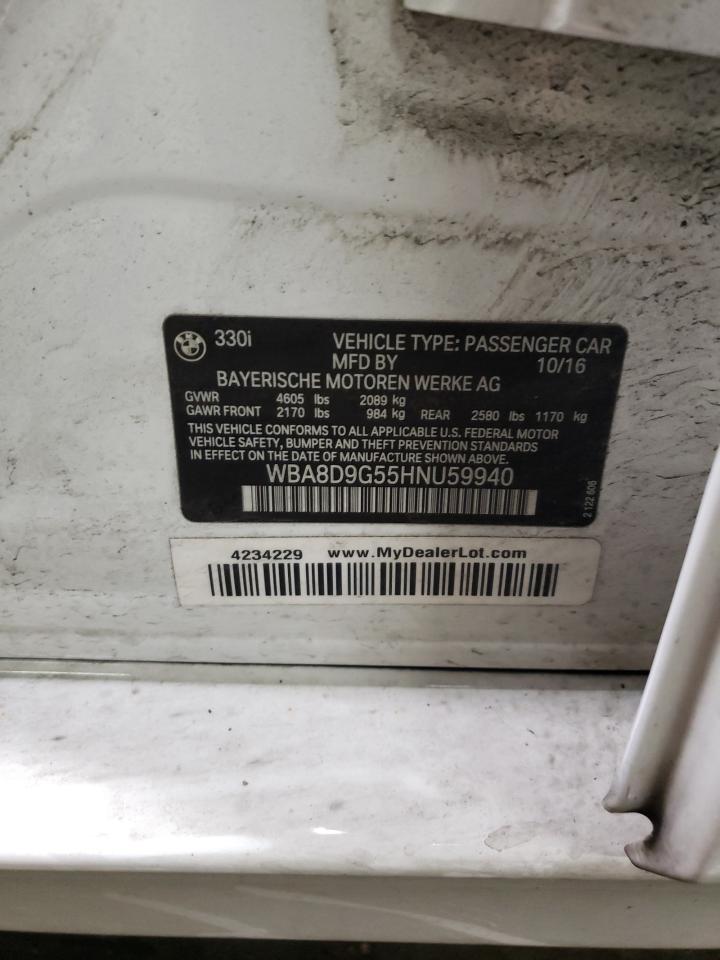 330i VEHICLE TYPE: PASSENGER CAR
MFD BY 10/16
BAYERISCHE MOTOREN WERKE AG
GVWR 4605 lbs 2089 kg
GAWR FRONT 2170 lbs 984 kg REAR 2580 lbs 1170 kg
THIS VEHICLE CONFORMS TO ALL APPLICABLE U.S. FEDERAL MOTOR
VEHICLE SAFETY, BUMPER AND THEFT PREVENTION STANDARDS
IN EFFECT ON THE DATE OF MANUFACTURE SHOWN ABOVE.
WBA8D9G55HNU59940
2 122 606
4234229 www.MyDealerLot.com